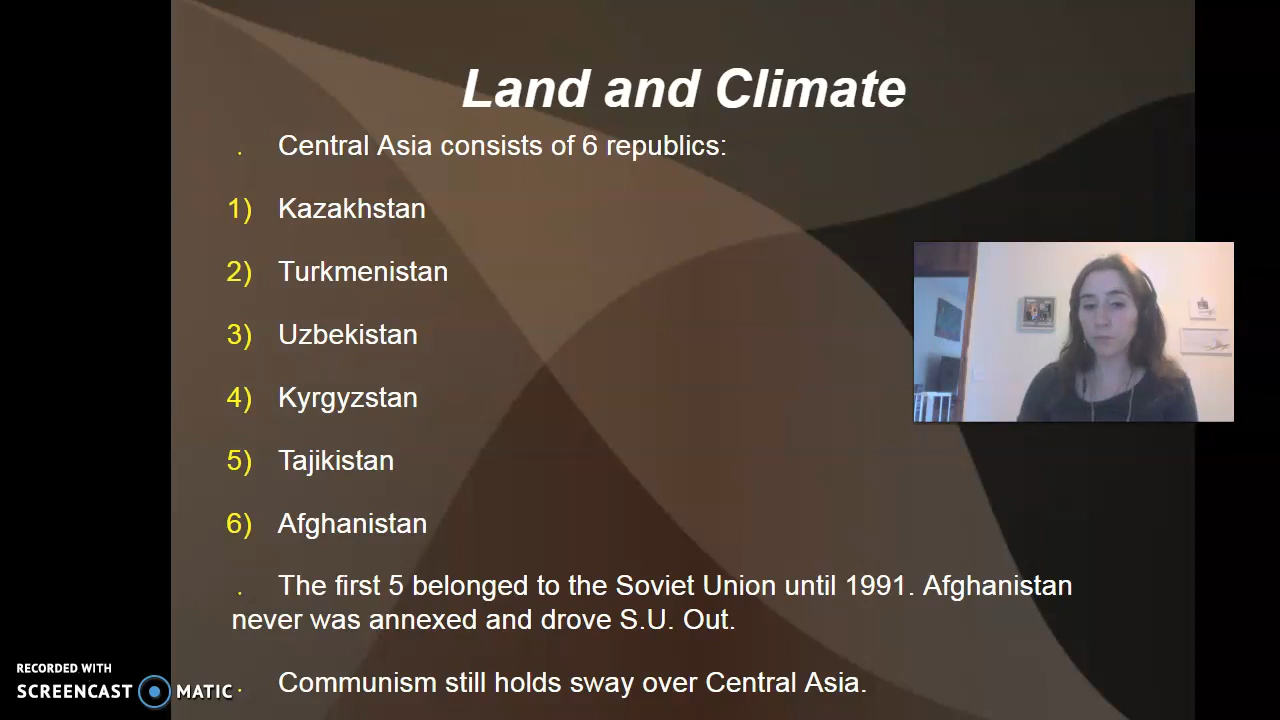 Land and Climate
. Central Asia consists of 6 republics:
1) Kazakhstan
2) Turkmenistan
3) Uzbekistan
4) Kyrgyzstan
5) Tajikistan
6) Afghanistan
. The first 5 belonged to the Soviet Union until 1991. Afghanistan
never was annexed and drove S.U. Out.
. Communism still holds sway over Central Asia.
RECORDED WITH
SCREENCAST MATIC